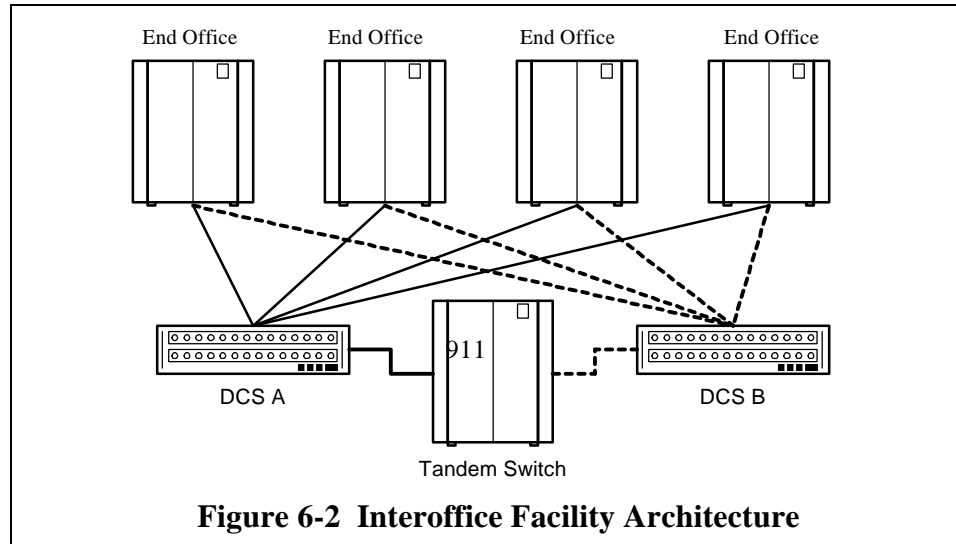 End Office End Office End Office End Office
911
DCS A DCS B
Tandem Switch
Figure 6-2 Interoffice Facility Architecture